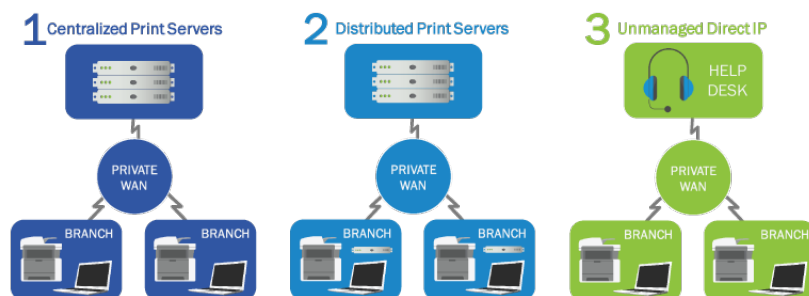 1 Centralized Print Servers
PRIVATE
WAN
BRANCH
BRANCH
2 Distributed Print Servers
PRIVATE
WAN
BRANCH
BRANCH
3 Unmanaged Direct IP
HELP
DESK
PRIVATE
WAN
BRANCH
BRANCH